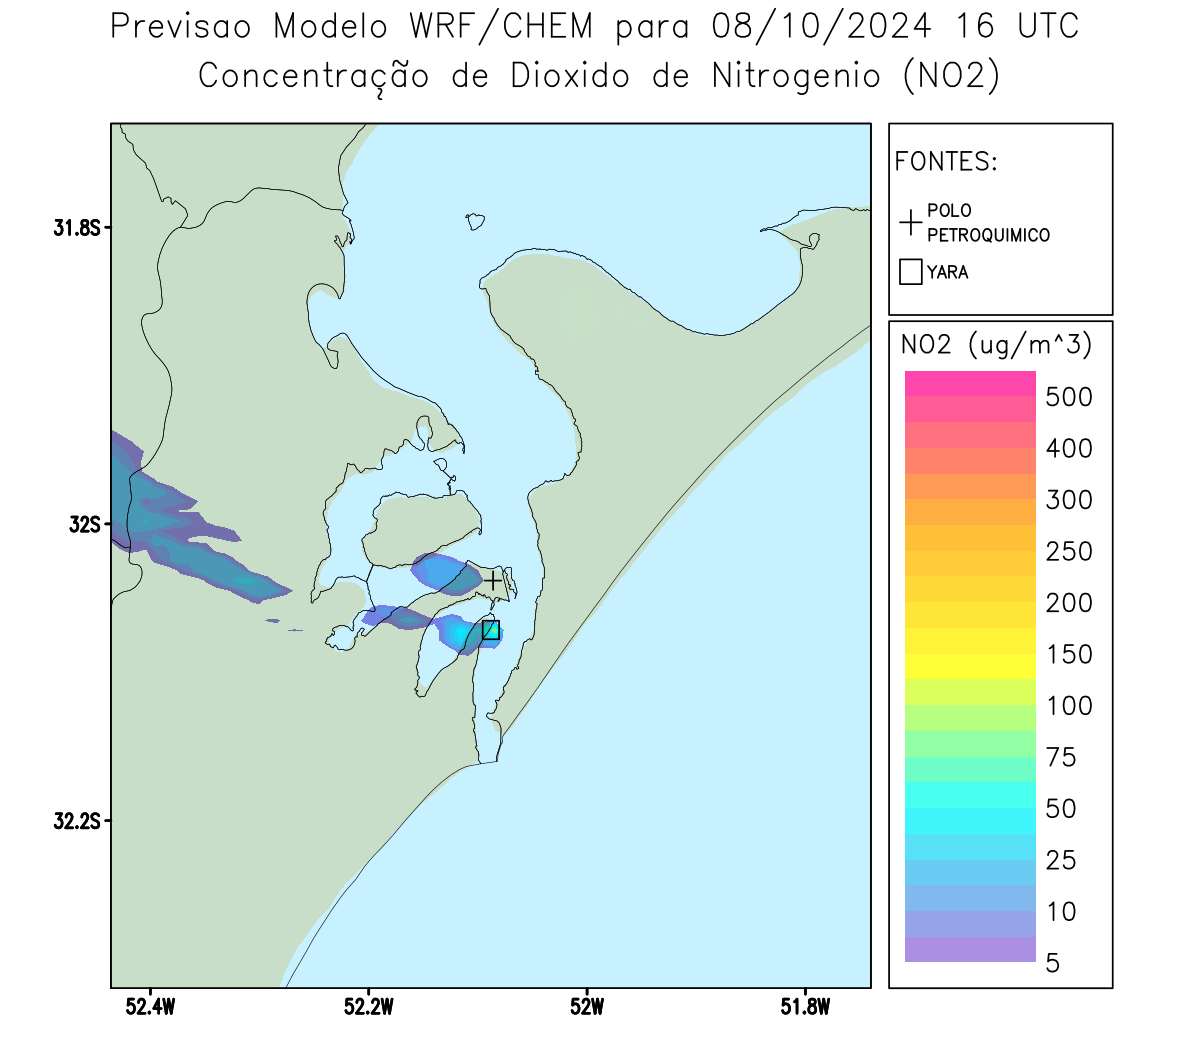 Previsao Modelo WRF/CHEM para 08/10/2024 16 UTC
Concentração de Dioxido de Nitrogenio (NO2)
FONTES:
POLO
PETROQUIMICO
YARA
31.8S
32S
32.2S
52.4W
52.2W
52W
51.8W
NO2 (ug/m^3)
500
400
300
250
200
150
100
75
50
25
10
5